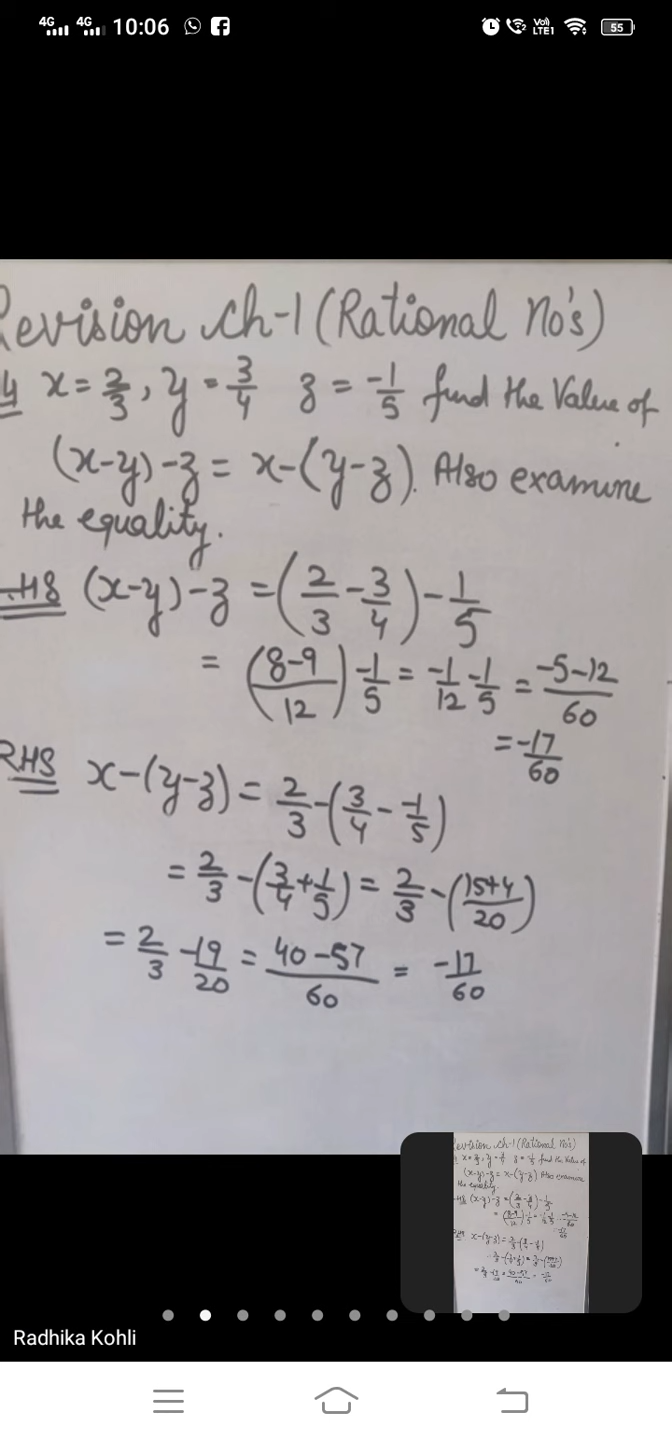 4G 4G 10:06 Vo) LTE1 55
Revision Ch-1 (Rational No's)
x = 2/3, y = 3/4 z = -1/5 find the Value of
(x-y)-z = x-(y-z). Also examine
the equality.
LHS (x-y)-z = (2/3 - 3/4) - 1/5
= (8-9/12) - 1/5 = -1/12 - 1/5 = -5-12/60
= -17/60
RHS x-(y-z) = 2/3 - (3/4 - -1/5)
= 2/3 - (3/4 + 1/5) = 2/3 - (15+4/20)
= 2/3 - 19/20 = 40-57/60 = -17/60
Radhika Kohli